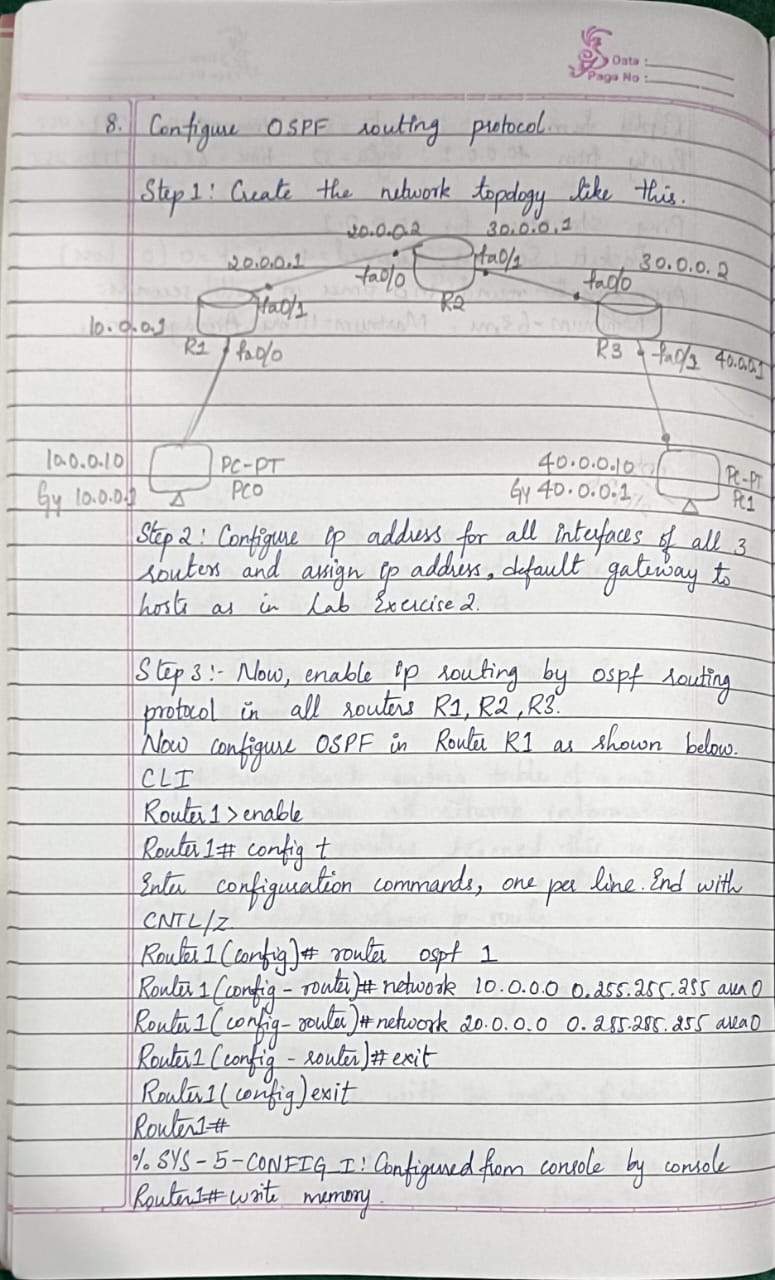 Date :
Page No :
8. Configure OSPF routing protocol.
Step 1: Create the network topology like this.
20.0.0.2 30.0.0.1
20.0.0.1 fa0/0 fa0/1 fa0/0 30.0.0.2
fa0/1 R2
10.0.0.1
R1 fa0/0 R3 fa0/1 40.0.0.1
10.0.0.10 PC-PT 40.0.0.10 PC-PT
Gy 10.0.0.1 PC0 Gy 40.0.0.1 PC1
Step 2: Configure ip address for all interfaces of all 3
routers and assign ip address, default gateway to
hosts as in Lab Exercise 2.
Step 3:- Now, enable ip routing by ospf routing
protocol in all routers R1, R2, R3.
Now configure OSPF in Router R1 as shown below.
CLI
Router1>enable
Router1# config t
Enter configuration commands, one per line. End with
CNTL/Z.
Router1(config)# router ospf 1
Router1(config-router)# network 10.0.0.0 0.255.255.255 area 0
Router1(config-router)# network 20.0.0.0 0.255.255.255 area 0
Router1(config-router)# exit
Router1(config)exit
Router1#
% SYS-5-CONFIG_I: Configured from console by console
Router1# write memory.